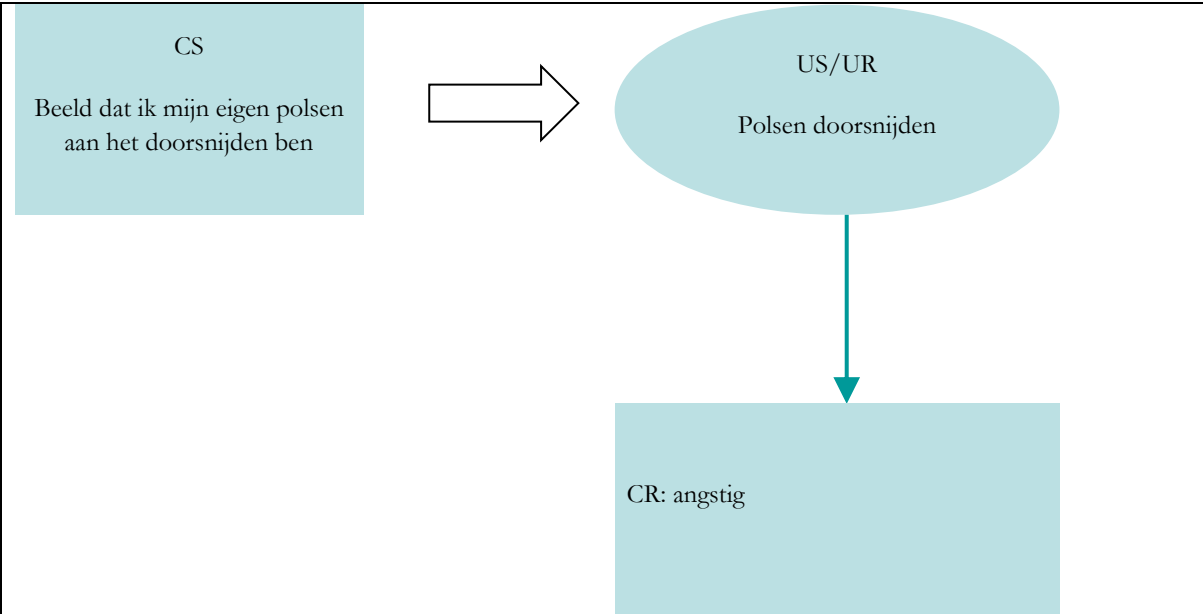 CS
Beeld dat ik mijn eigen polsen
aan het doorsnijden ben
US/UR
Polsen doorsnijden
CR: angstig